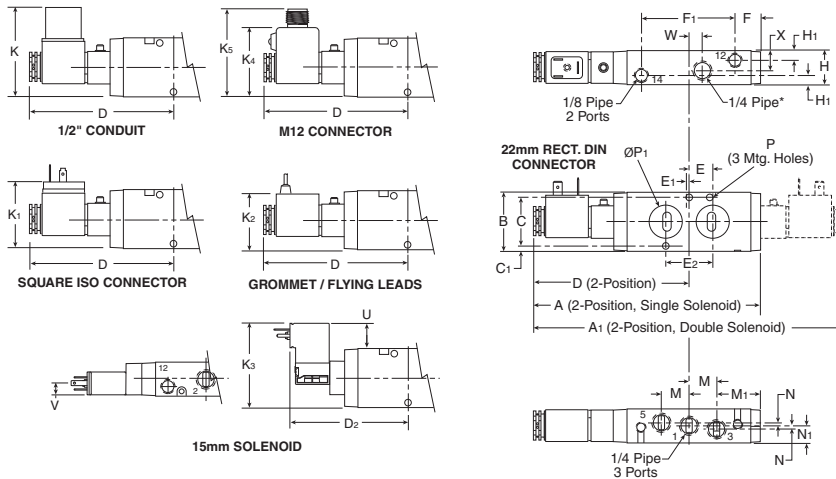 K
D
1/2" CONDUIT
K5
K4
D
M12 CONNECTOR
K1
D
SQUARE ISO CONNECTOR
K2
D
GROMMET / FLYING LEADS
12
2
V
U
K3
D2
15mm SOLENOID
F1
F
W
X
H1
12
H
14
H1
1/8 Pipe
2 Ports
1/4 Pipe*
22mm RECT. DIN
CONNECTOR
P
(3 Mtg. Holes)
ØP1
E
E1
B
C
C1
E2
D (2-Position)
A (2-Position, Single Solenoid)
A1 (2-Position, Double Solenoid)
M
M
M1
N
5
1
3
N1
N
1/4 Pipe
3 Ports